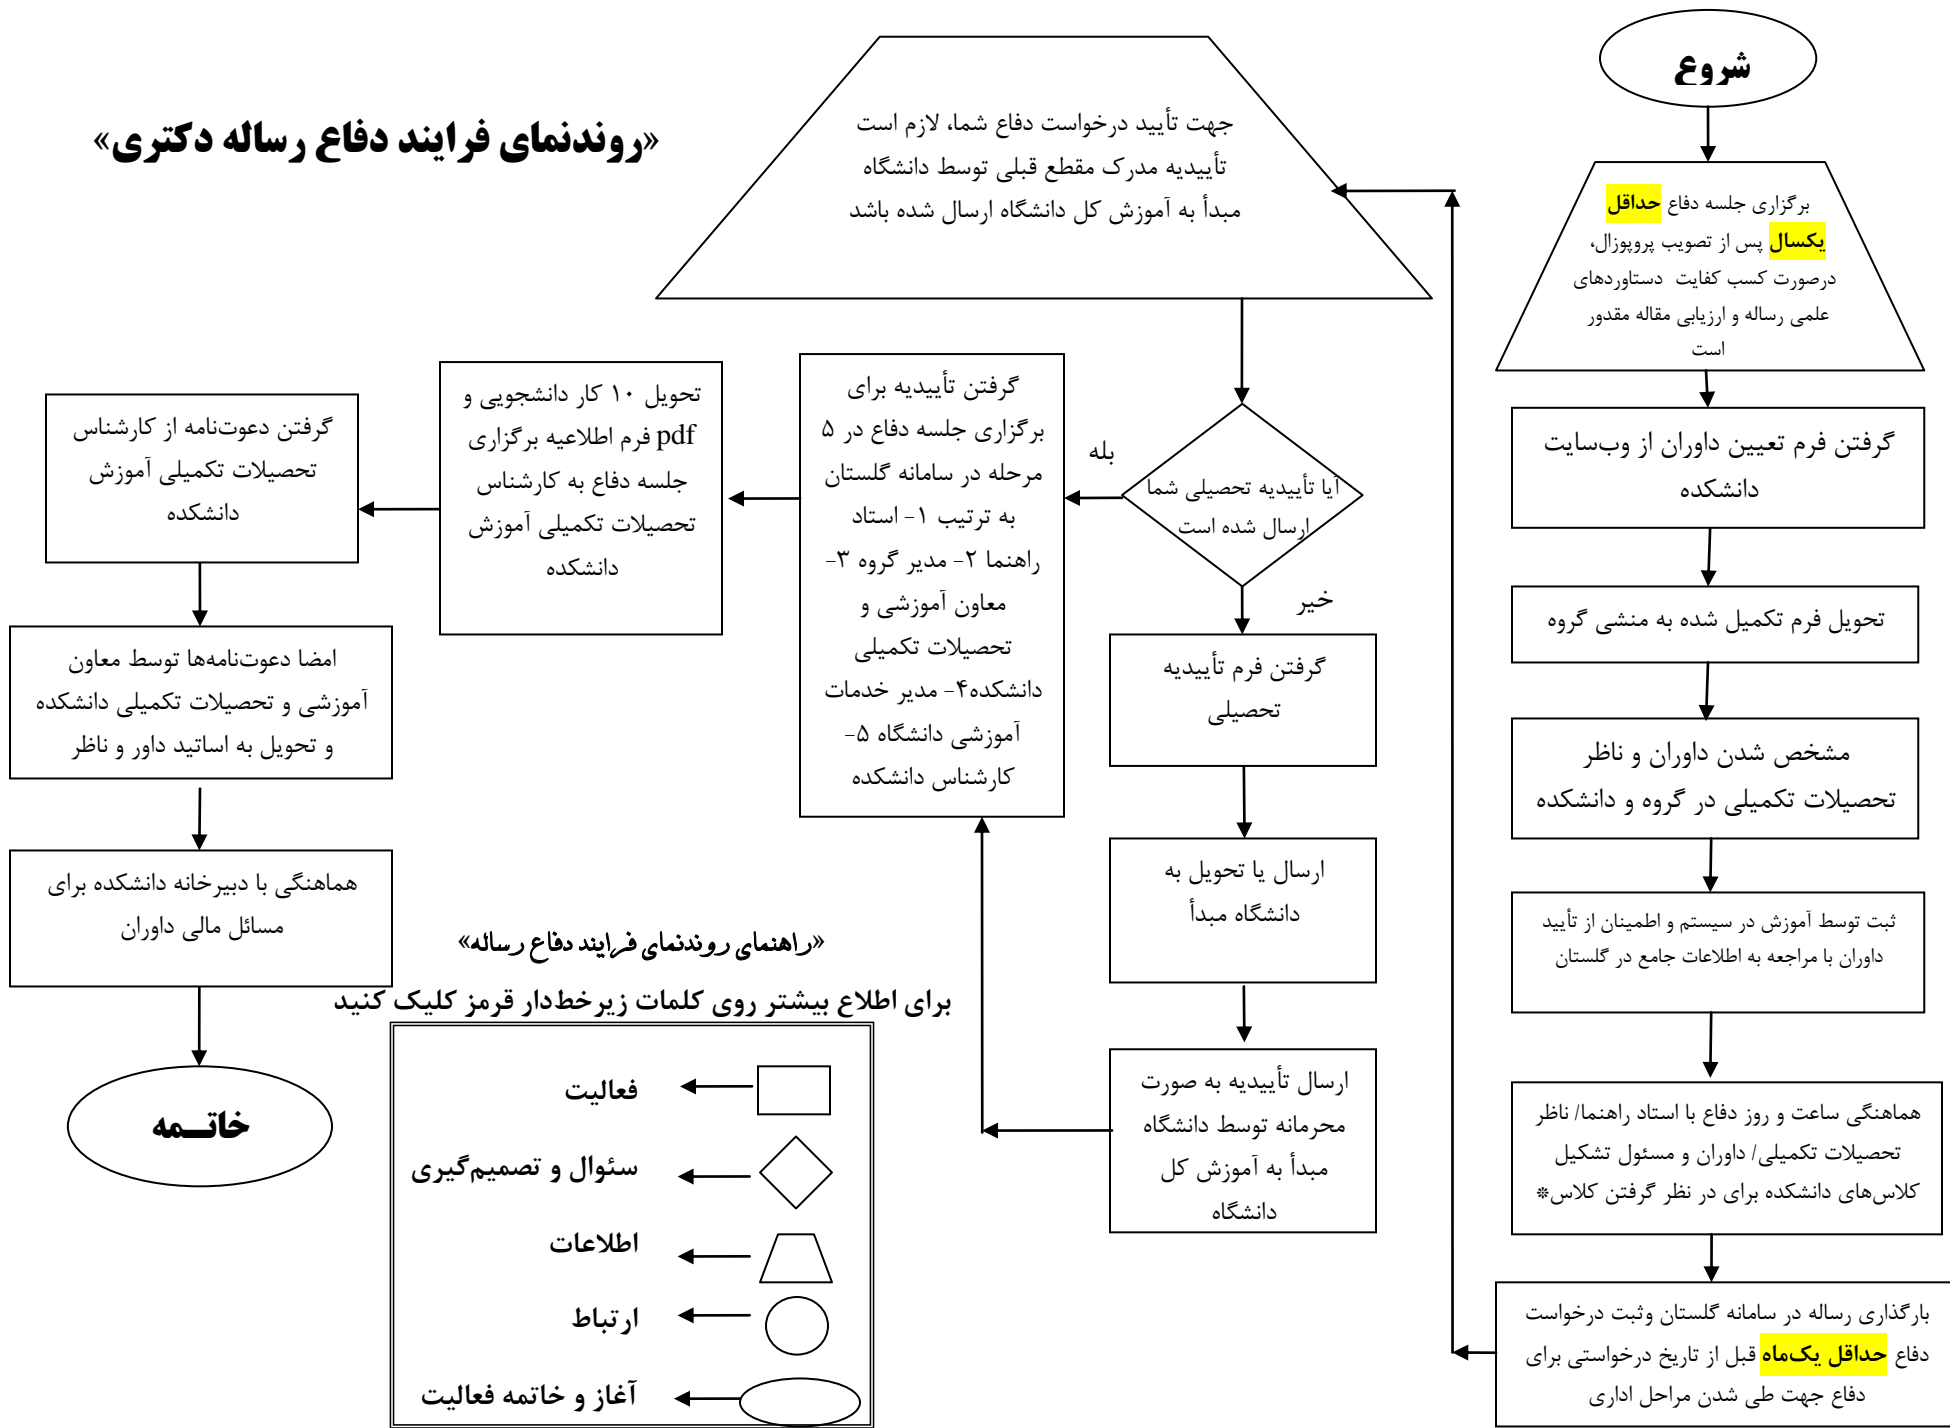 «روندنمای فرایند دفاع رساله دکتری»
شروع
برگزاری جلسه دفاع حداقل
یکسال پس از تصویب پروپوزال،
درصورت کسب کفایت دستاوردهای
علمی رساله و ارزیابی مقاله مقدور
است
گرفتن فرم تعیین داوران از وب‌سایت
دانشکده
تحویل فرم تکمیل شده به منشی گروه
مشخص شدن داوران و ناظر
تحصیلات تکمیلی در گروه و دانشکده
ثبت توسط آموزش در سیستم و اطمینان از تأیید
داوران با مراجعه به اطلاعات جامع در گلستان
هماهنگی ساعت و روز دفاع با استاد راهنما/ ناظر
تحصیلات تکمیلی/ داوران و مسئول تشکیل
کلاس‌های دانشکده برای در نظر گرفتن کلاس*
بارگذاری رساله در سامانه گلستان وثبت درخواست
دفاع حداقل یک‌ماه قبل از تاریخ درخواستی برای
دفاع جهت طی شدن مراحل اداری
جهت تأیید درخواست دفاع شما، لازم است
تأییدیه مدرک مقطع قبلی توسط دانشگاه
مبدأ به آموزش کل دانشگاه ارسال شده باشد
آیا تأییدیه تحصیلی شما
ارسال شده است
بله
خیر
گرفتن فرم تأییدیه
تحصیلی
ارسال یا تحویل به
دانشگاه مبدأ
ارسال تأییدیه به صورت
محرمانه توسط دانشگاه
مبدأ به آموزش کل
دانشگاه
گرفتن تأییدیه برای
برگزاری جلسه دفاع در ۵
مرحله در سامانه گلستان
به ترتیب ۱- استاد
راهنما ۲- مدیر گروه ۳-
معاون آموزشی و
تحصیلات تکمیلی
دانشکده۴- مدیر خدمات
آموزشی دانشگاه ۵-
کارشناس دانشکده
تحویل ۱۰ کار دانشجویی و
pdf فرم اطلاعیه برگزاری
جلسه دفاع به کارشناس
تحصیلات تکمیلی آموزش
دانشکده
گرفتن دعوت‌نامه از کارشناس
تحصیلات تکمیلی آموزش
دانشکده
امضا دعوت‌نامه‌ها توسط معاون
آموزشی و تحصیلات تکمیلی دانشکده
و تحویل به اساتید داور و ناظر
هماهنگی با دبیرخانه دانشکده برای
مسائل مالی داوران
خاتـــمه
«راهنمای روندنمای فرایند دفاع رساله»
برای اطلاع بیشتر روی کلمات زیرخط‌دار قرمز کلیک کنید
فعالیت
سئوال و تصمیم‌گیری
اطلاعات
ارتباط
آغاز و خاتمه فعالیت